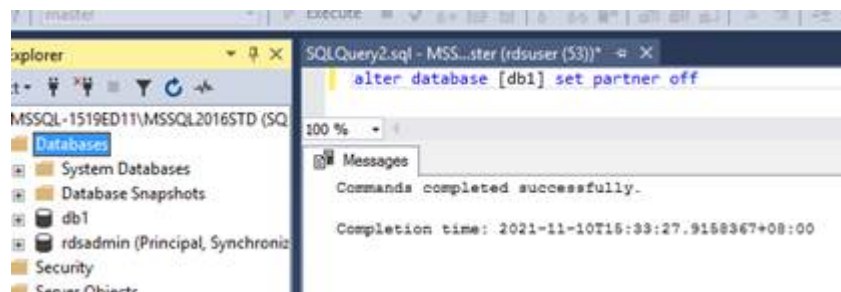 master
Execute
Explorer
SQLQuery2.sql - MSS...ster (rdsuser (53))*
alter database [db1] set partner off
MSSQL-1519ED11\MSSQL2016STD (SQ
Databases
System Databases
Database Snapshots
db1
rdsadmin (Principal, Synchroniz
Security
Server Objects
100 %
Messages
Commands completed successfully.
Completion time: 2021-11-10T15:33:27.9158367+08:00